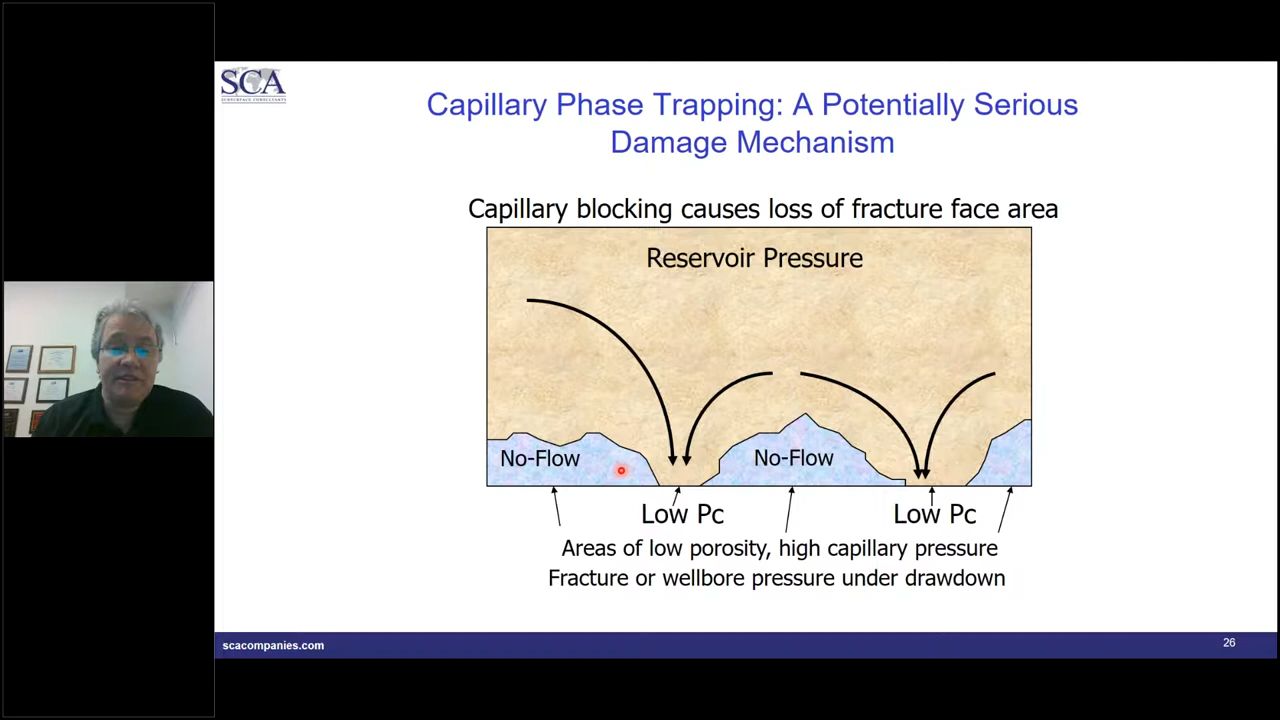 SCA
SUBSURFACE CONSULTANTS
Capillary Phase Trapping: A Potentially Serious
Damage Mechanism
Capillary blocking causes loss of fracture face area
Reservoir Pressure
No-Flow
No-Flow
Low Pc
Low Pc
Areas of low porosity, high capillary pressure
Fracture or wellbore pressure under drawdown
scacompanies.com
26